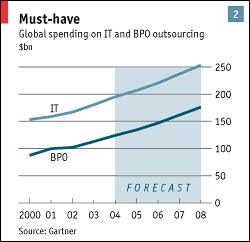 Must-have
2
Global spending on IT and BPO outsourcing
$bn
250
IT
200
150
BPO
100
50
FORECAST
0
2000 01 02 03 04 05 06 07 08
Source: Gartner